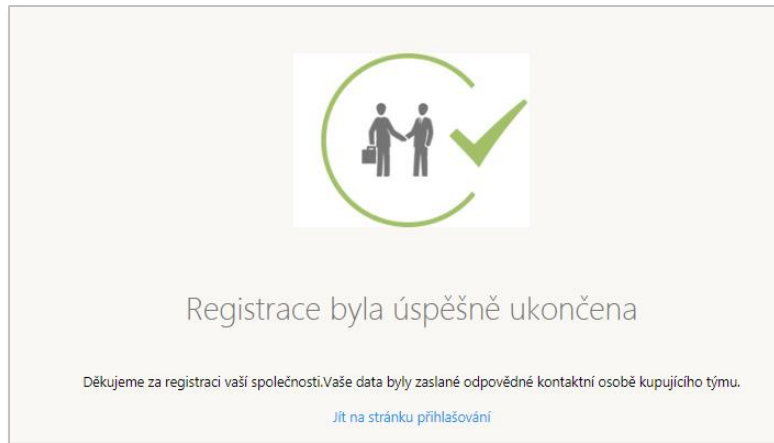 Registrace byla úspěšně ukončena
Děkujeme za registraci vaší společnosti.Vaše data byly zaslané odpovědné kontaktní osobě kupujícího týmu.
Jít na stránku přihlašování